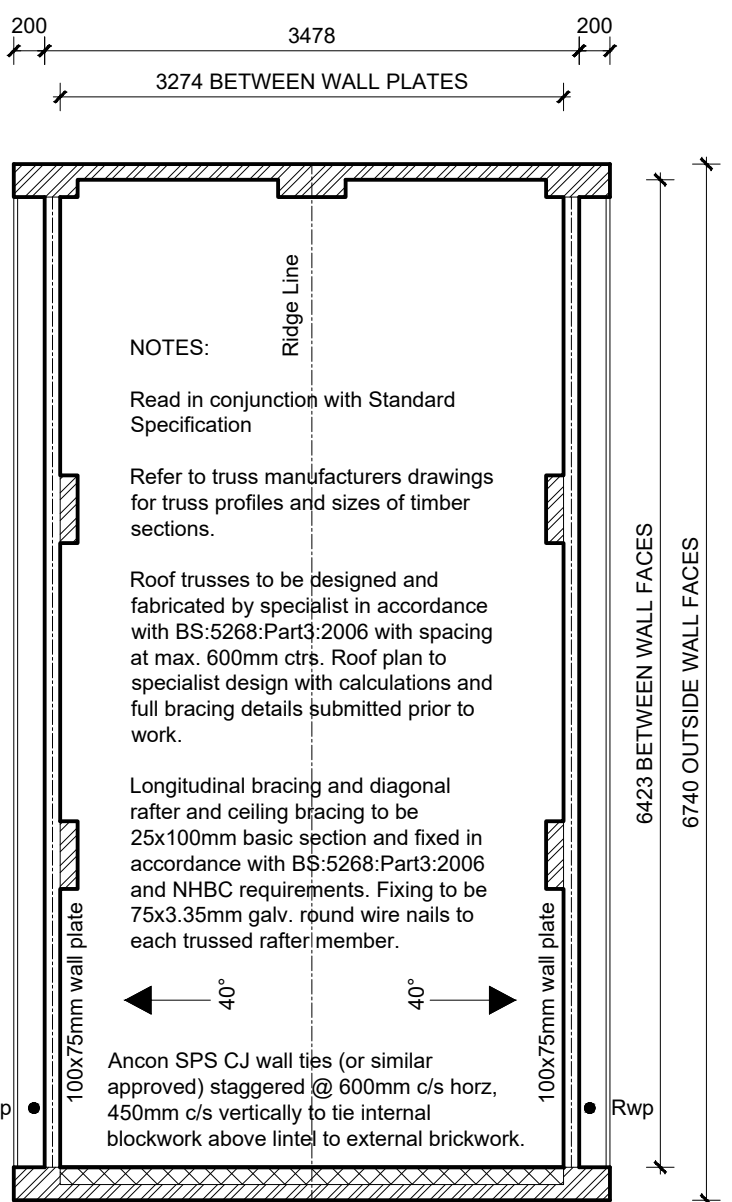 200
3478
200
3274 BETWEEN WALL PLATES
Ridge Line
NOTES:
Read in conjunction with Standard
Specification
Refer to truss manufacturers drawings
for truss profiles and sizes of timber
sections.
Roof trusses to be designed and
fabricated by specialist in accordance
with BS:5268:Part3:2006 with spacing
at max. 600mm ctrs. Roof plan to
specialist design with calculations and
full bracing details submitted prior to
work.
Longitudinal bracing and diagonal
rafter and ceiling bracing to be
25x100mm basic section and fixed in
accordance with BS:5268:Part3:2006
and NHBC requirements. Fixing to be
75x3.35mm galv. round wire nails to
each trussed rafter member.
100x75mm wall plate
40°
40°
100x75mm wall plate
Ancon SPS CJ wall ties (or similar
approved) staggered @ 600mm c/s horz,
450mm c/s vertically to tie internal
blockwork above lintel to external brickwork.
p
Rwp
6423 BETWEEN WALL FACES
6740 OUTSIDE WALL FACES